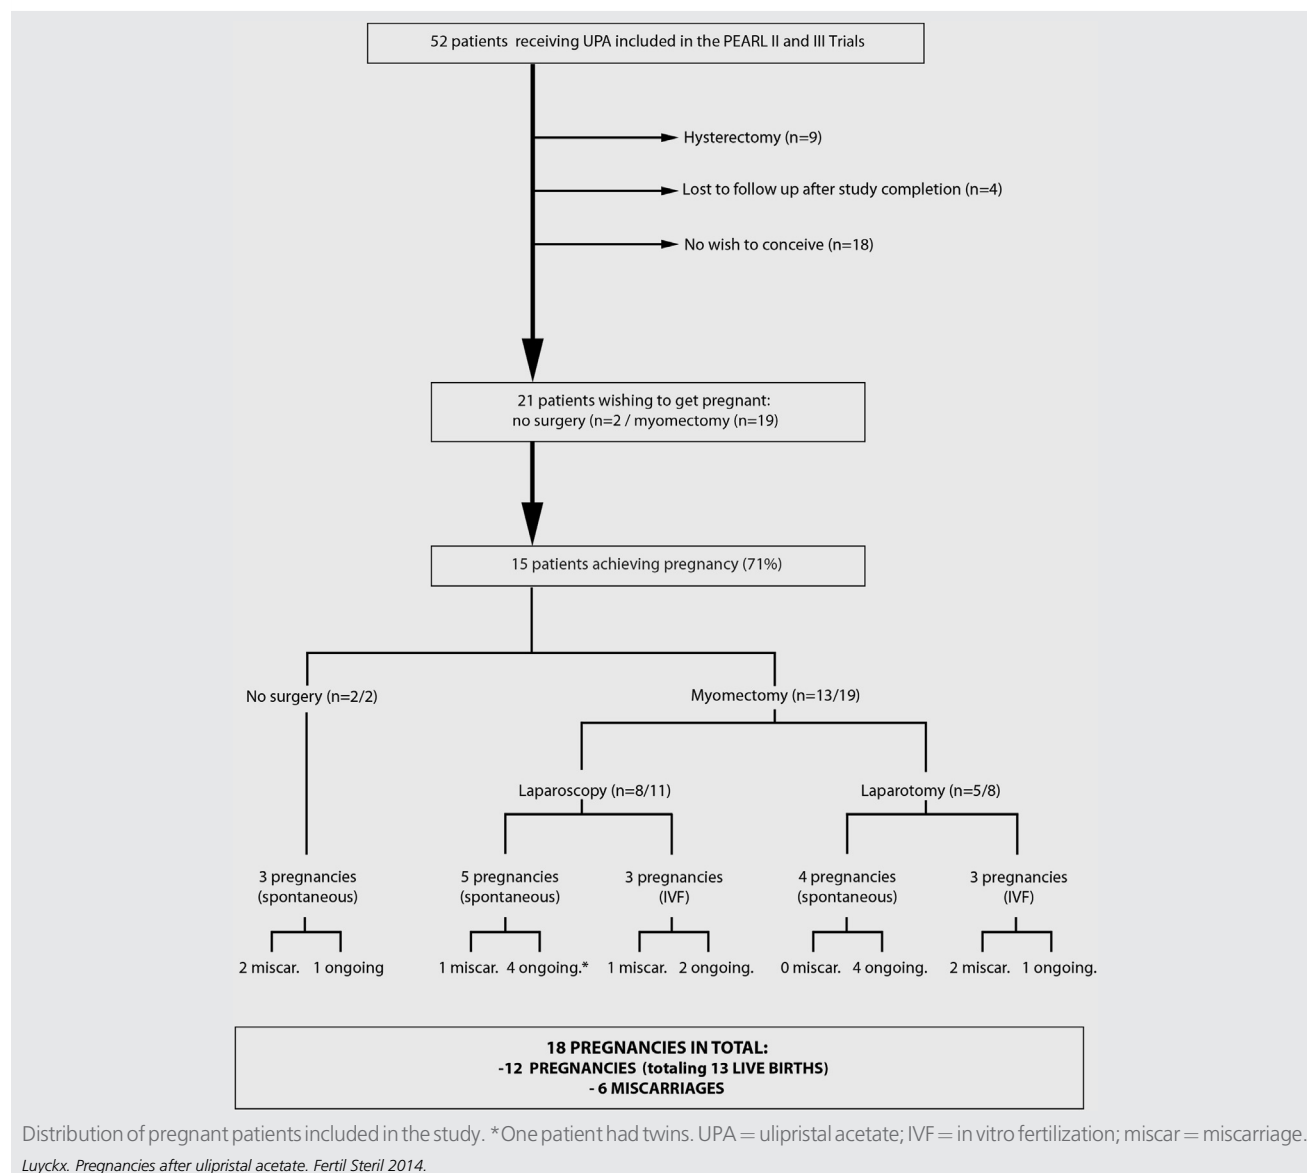 52 patients receiving UPA included in the PEARL II and III Trials
Hysterectomy (n=9)
Lost to follow up after study completion (n=4)
No wish to conceive (n=18)
21 patients wishing to get pregnant:
no surgery (n=2 / myomectomy (n=19)
15 patients achieving pregnancy (71%)
No surgery (n=2/2)
Myomectomy (n=13/19)
Laparoscopy (n=8/11)
Laparotomy (n=5/8)
3 pregnancies
(spontaneous)
5 pregnancies
(spontaneous)
3 pregnancies
(IVF)
4 pregnancies
(spontaneous)
3 pregnancies
(IVF)
2 miscar. 1 ongoing
1 miscar. 4 ongoing.*
1 miscar. 2 ongoing.
0 miscar. 4 ongoing.
2 miscar. 1 ongoing.
18 PREGNANCIES IN TOTAL:
-12 PREGNANCIES (totaling 13 LIVE BIRTHS)
- 6 MISCARRIAGES
Distribution of pregnant patients included in the study. *One patient had twins. UPA = ulipristal acetate; IVF = in vitro fertilization; miscar = miscarriage.
Luyckx. Pregnancies after ulipristal acetate. Fertil Steril 2014.